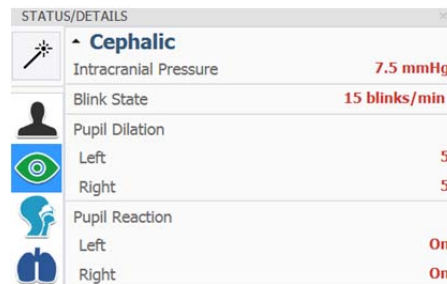 STATUS/DETAILS
Cephalic
Intracranial Pressure 7.5 mmHg
Blink State 15 blinks/min
Pupil Dilation
Left 5
Right 5
Pupil Reaction
Left On
Right On